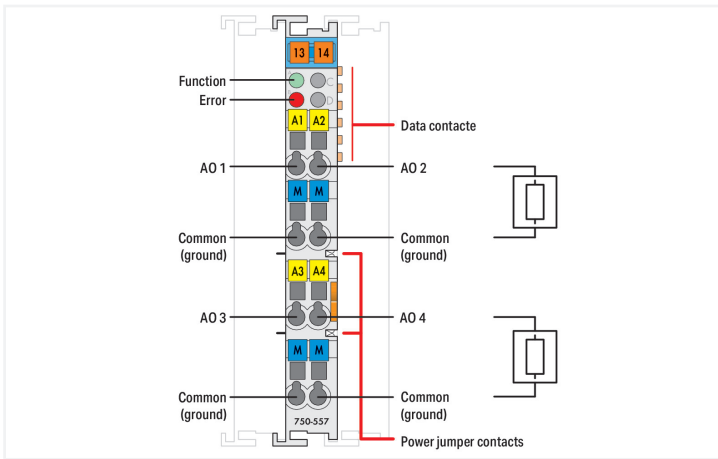 13 14
Function
C
Error
D
A1 A2
Data contacte
AO 1
AO 2
M M
Common
(ground)
Common
(ground)
A3 A4
AO 3
AO 4
M M
Common
(ground)
Common
(ground)
750-557
Power jumper contacts